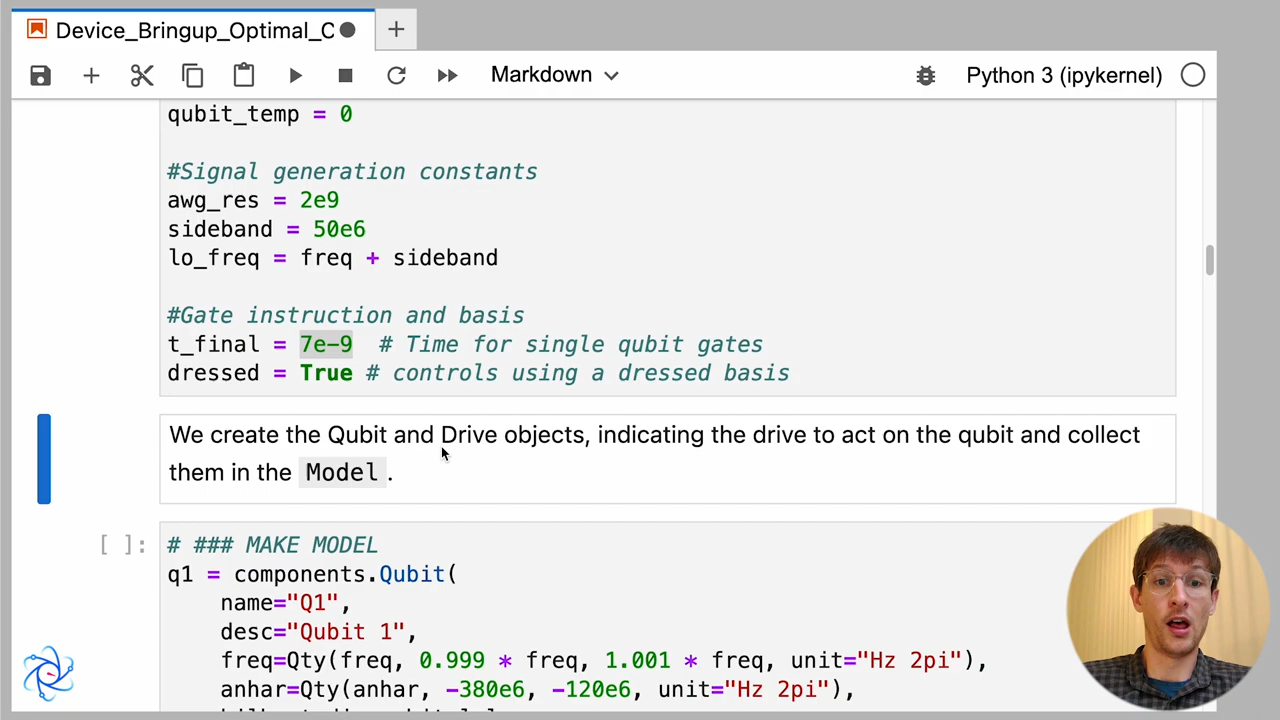 Device_Bringup_Optimal_C
Markdown
Python 3 (ipykernel)
qubit_temp = 0
#Signal generation constants
awg_res = 2e9
sideband = 50e6
lo_freq = freq + sideband
#Gate instruction and basis
t_final = 7e-9  # Time for single qubit gates
dressed = True # controls using a dressed basis
We create the Qubit and Drive objects, indicating the drive to act on the qubit and collect
them in the Model.
[ ]: # ### MAKE MODEL
q1 = components.Qubit(
name="Q1",
desc="Qubit 1",
freq=Qty(freq, 0.999 * freq, 1.001 * freq, unit="Hz 2pi"),
anhar=Qty(anhar, -380e6, -120e6, unit="Hz 2pi"),